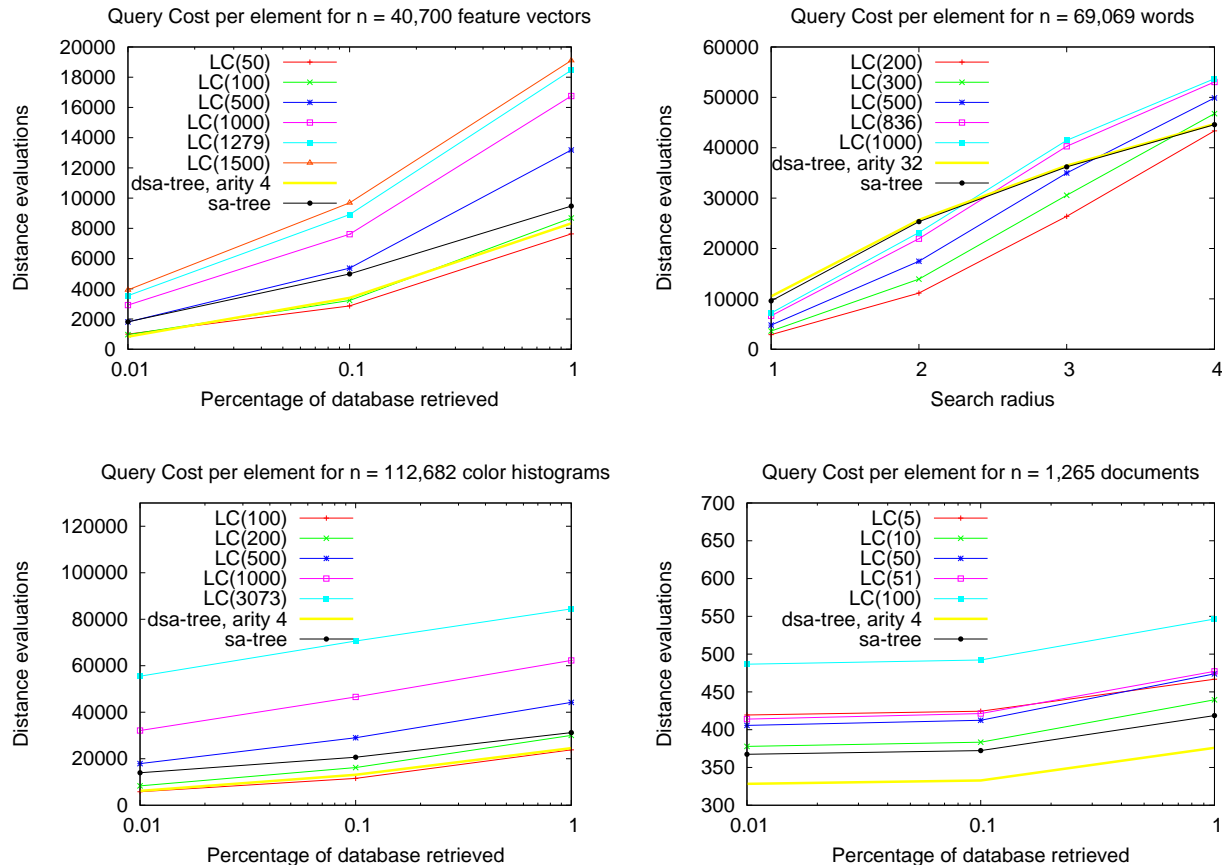 Query Cost per element for n = 40,700 feature vectors
20000
18000
16000
14000
12000
10000
8000
6000
4000
2000
0
Distance evaluations
LC(50)
LC(100)
LC(500)
LC(1000)
LC(1279)
LC(1500)
dsa-tree, arity 4
sa-tree
0.01
0.1
1
Percentage of database retrieved
Query Cost per element for n = 69,069 words
60000
50000
40000
30000
20000
10000
0
Distance evaluations
LC(200)
LC(300)
LC(500)
LC(836)
LC(1000)
dsa-tree, arity 32
sa-tree
1
2
3
4
Search radius
Query Cost per element for n = 112,682 color histograms
120000
100000
80000
60000
40000
20000
0
Distance evaluations
LC(100)
LC(200)
LC(500)
LC(1000)
LC(3073)
dsa-tree, arity 4
sa-tree
0.01
0.1
1
Percentage of database retrieved
Query Cost per element for n = 1,265 documents
700
650
600
550
500
450
400
350
300
Distance evaluations
LC(5)
LC(10)
LC(50)
LC(51)
LC(100)
dsa-tree, arity 4
sa-tree
0.01
0.1
1
Percentage of database retrieved